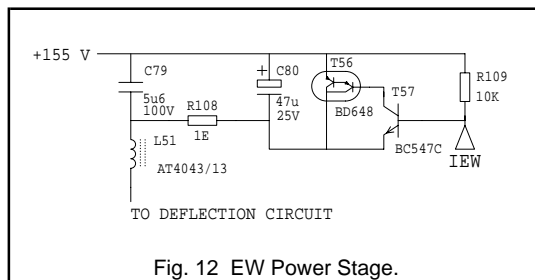 +155 V
C79
5u6
100V
R108
1E
+
C80
47u
25V
T56
BD648
T57
BC547C
R109
10K
IEW
L51
AT4043/13
TO DEFLECTION CIRCUIT
Fig. 12 EW Power Stage.